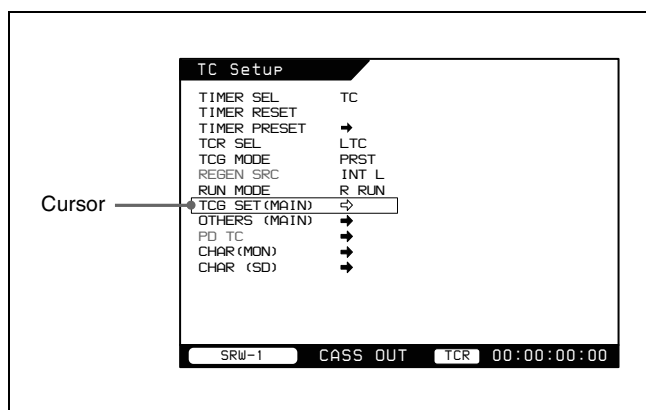 TC Setup
TIMER SEL TC
TIMER RESET
TIMER PRESET ➔
TCR SEL LTC
TCG MODE PRST
REGEN SRC INT L
RUN MODE R RUN
Cursor
TCG SET(MAIN) ⇨
OTHERS (MAIN) ➔
PD TC ➔
CHAR(MON) ➔
CHAR (SD) ➔
SRW-1 CASS OUT TCR 00:00:00:00